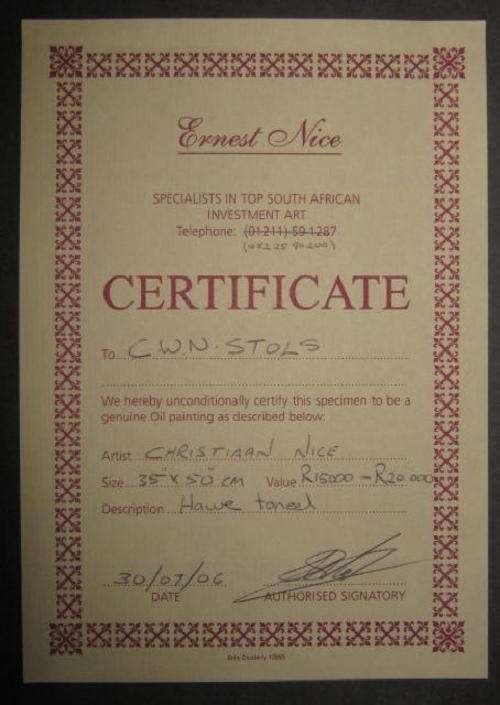 Ernest Nice
SPECIALISTS IN TOP SOUTH AFRICAN
INVESTMENT ART
Telephone: (01211) 59-1287
CERTIFICATE
To C.W.N. STOLS
We hereby unconditionally certify this specimen to be a
genuine Oil painting as described below:
Artist CHRISTIAAN NICE
Size 35" x 50" cm Value R15000 - R20 000
Description Hawe toneel
30/07/06
DATE AUTHORISED SIGNATORY